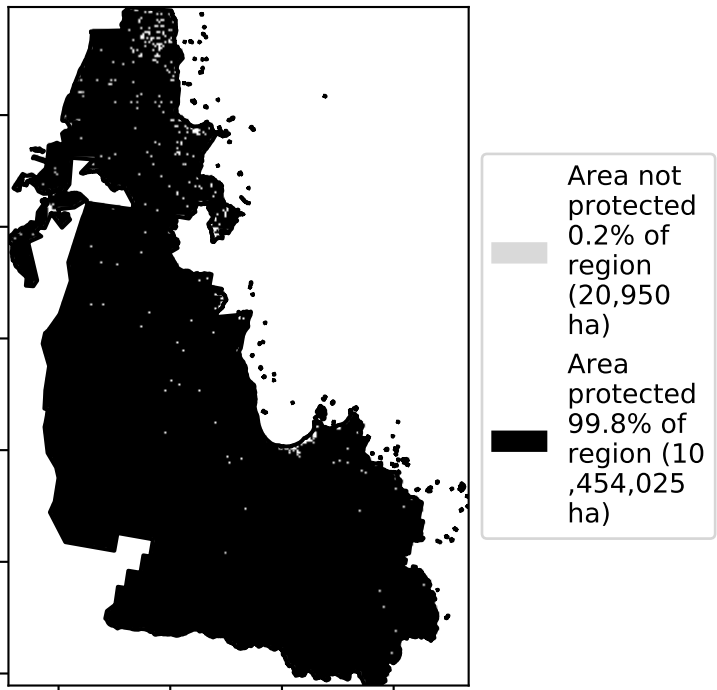 Area not
protected
0.2% of
region
(20,950
ha)
Area
protected
99.8% of
region (10
,454,025
ha)